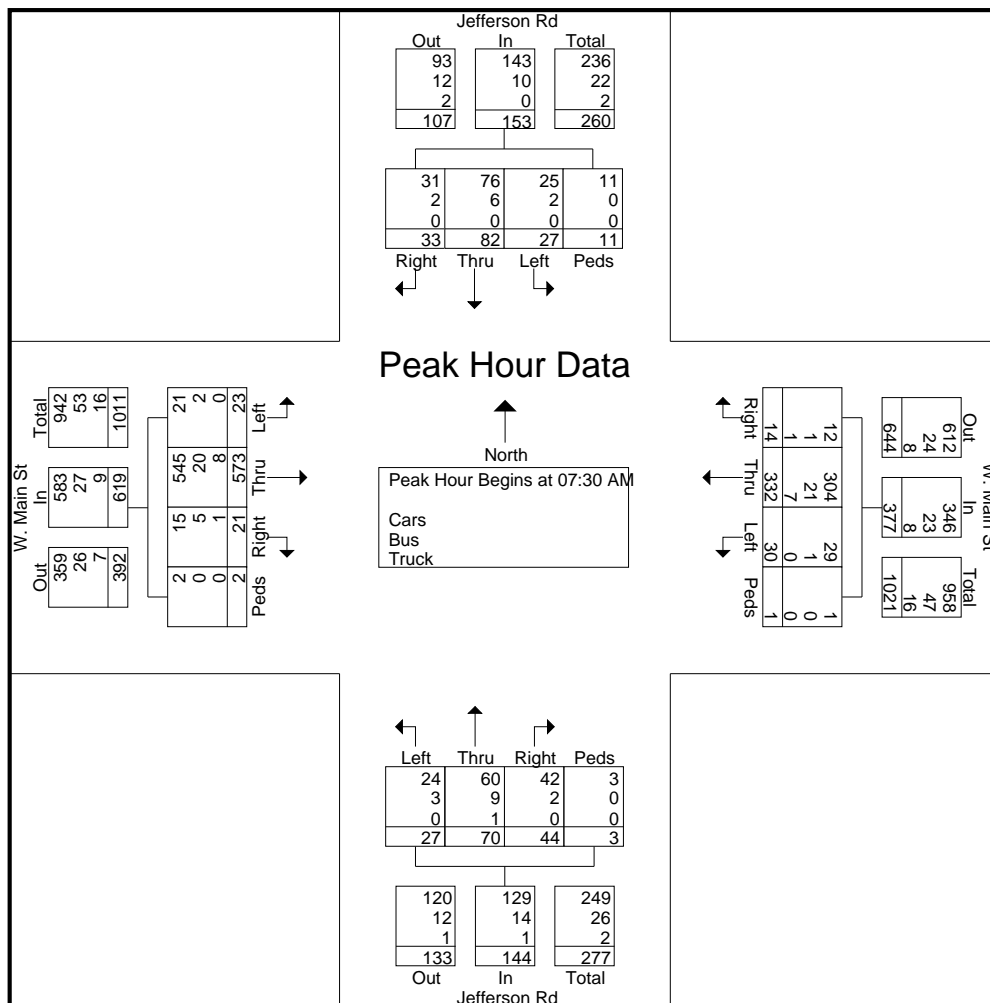 Jefferson Rd
Out In Total
93 143 236
12 10 22
2 0 2
107 153 260
31 76 25 11
2 6 2 0
0 0 0 0
33 82 27 11
Right Thru Left Peds
Peak Hour Data
North
Peak Hour Begins at 07:30 AM
Cars
Bus
Truck
W. Main St
Total
942
53
16
1011
In
583
27
9
619
Out
359
26
7
392
21
2
0
23
Left
545
20
8
573
Thru
15
5
1
21
Right
2
0
0
2
Peds
Right
14
1
1
12
Thru
332
7
21
304
Left
30
0
1
29
Peds
1
0
0
1
W. Main St
Out
612
24
8
644
In
346
23
8
377
Total
958
47
16
1021
Left Thru Right Peds
24 60 42 3
3 9 2 0
0 1 0 0
27 70 44 3
120 129 249
12 14 26
1 1 2
133 144 277
Out In Total
Jefferson Rd